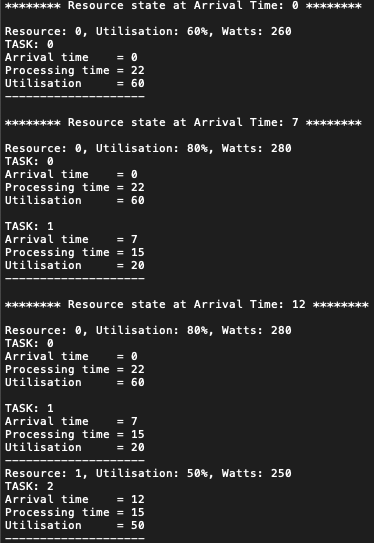 ******** Resource state at Arrival Time: 0 ********
Resource: 0, Utilisation: 60%, Watts: 260
TASK: 0
Arrival time    = 0
Processing time = 22
Utilisation     = 60
--------------------
******** Resource state at Arrival Time: 7 ********
Resource: 0, Utilisation: 80%, Watts: 280
TASK: 0
Arrival time    = 0
Processing time = 22
Utilisation     = 60
TASK: 1
Arrival time    = 7
Processing time = 15
Utilisation     = 20
--------------------
******** Resource state at Arrival Time: 12 ********
Resource: 0, Utilisation: 80%, Watts: 280
TASK: 0
Arrival time    = 0
Processing time = 22
Utilisation     = 60
TASK: 1
Arrival time    = 7
Processing time = 15
Utilisation     = 20
--------------------
Resource: 1, Utilisation: 50%, Watts: 250
TASK: 2
Arrival time    = 12
Processing time = 15
Utilisation     = 50
--------------------